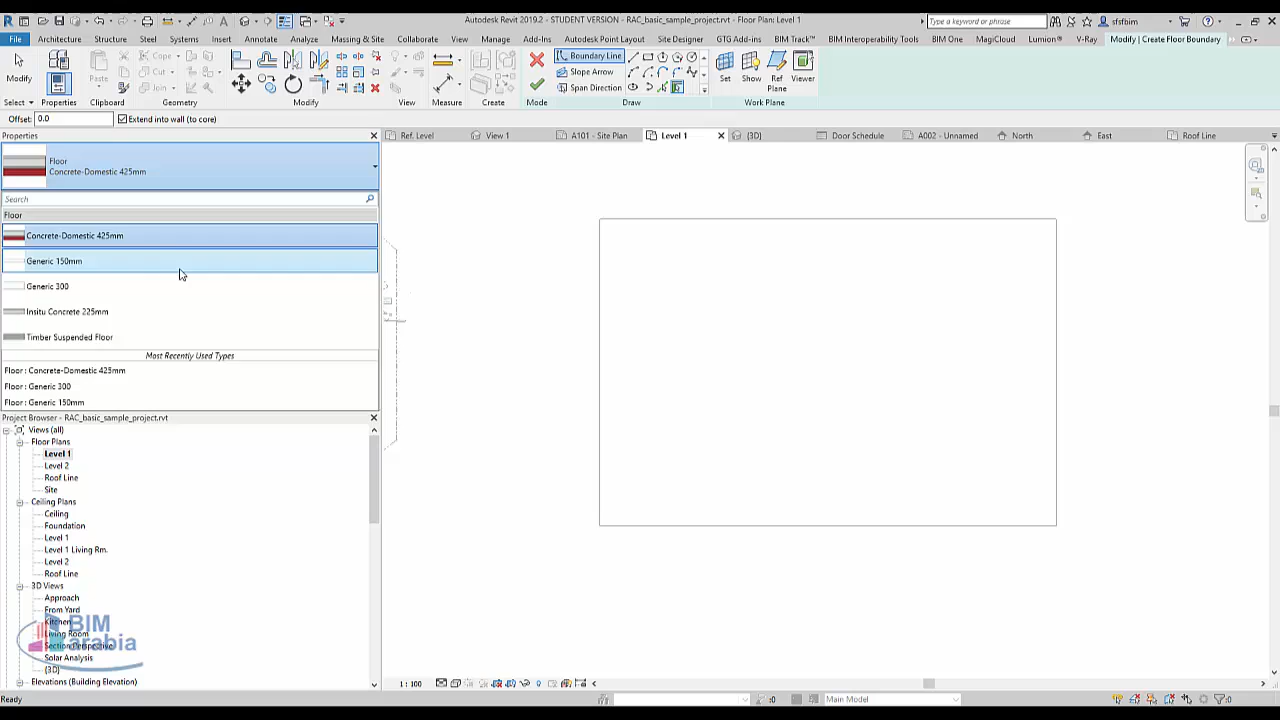 Autodesk Revit 2019.2 - STUDENT VERSION - RAC_basic_sample_project.rvt - Floor Plan: Level 1
Type a keyword or phrase
sfsfbim
File Architecture Structure Steel Systems Insert Annotate Analyze Massing & Site Collaborate View Manage Add-Ins Autodesk Point Layout Site Designer GTG Add-ins BIM Track™ BIM Interoperability Tools BIM One MagiCloud Lumion® V-Ray Modify | Create Floor Boundary
Modify
Paste
Cope
Cut
Join
Boundary Line
Slope Arrow
Span Direction
Set Show Ref Plane Viewer
Select Properties Clipboard Geometry Modify View Measure Create Mode Draw Work Plane
Offset: 0.0 Extend into wall (to core)
Properties
Ref. Level View 1 A101 - Site Plan Level 1 {3D} Door Schedule A002 - Unnamed North East Roof Line
Floor
Concrete-Domestic 425mm
Search
Floor
Concrete-Domestic 425mm
Generic 150mm
Generic 300
Insitu Concrete 225mm
Timber Suspended Floor
Most Recently Used Types
Floor : Concrete-Domestic 425mm
Floor : Generic 300
Floor : Generic 150mm
Project Browser - RAC_basic_sample_project.rvt
Views (all)
Floor Plans
Level 1
Level 2
Roof Line
Site
Ceiling Plans
Ceiling
Foundation
Level 1
Level 1 Living Rm.
Level 2
Roof Line
3D Views
Approach
From Yard
Kitchen
Living Room
Section Perspective
Solar Analysis
{3D}
Elevations (Building Elevation)
BIM
arabia
1 : 100
Ready
:0
Main Model
:0